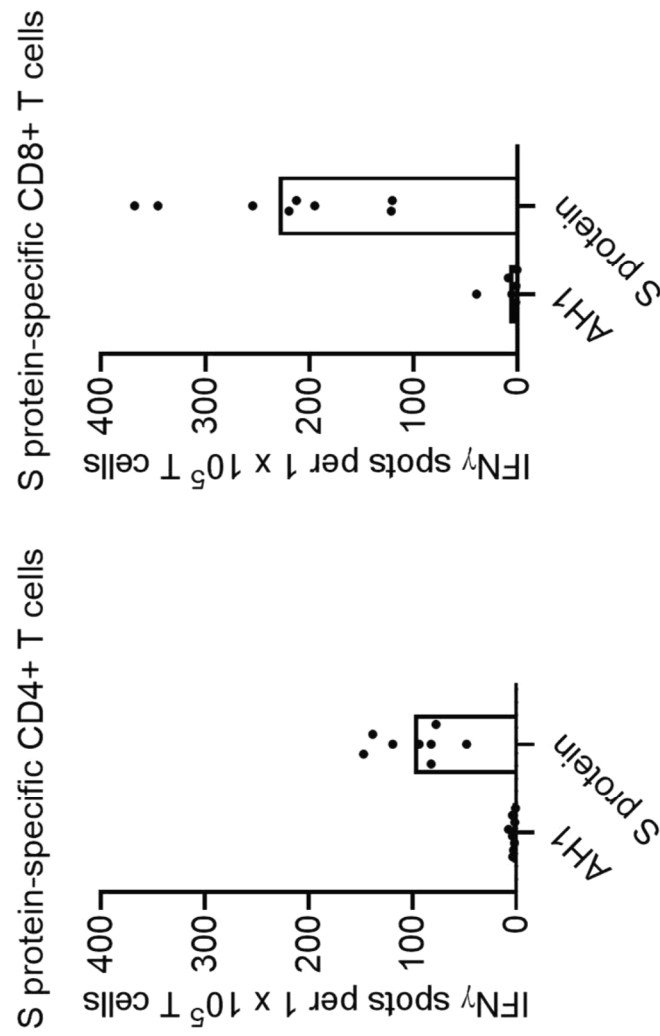 S protein-specific CD4+ T cells
IFNγ spots per 1 x 10⁵ T cells
400
300
200
100
0
AH1
S protein
S protein-specific CD8+ T cells
IFNγ spots per 1 x 10⁵ T cells
400
300
200
100
0
AH1
S protein